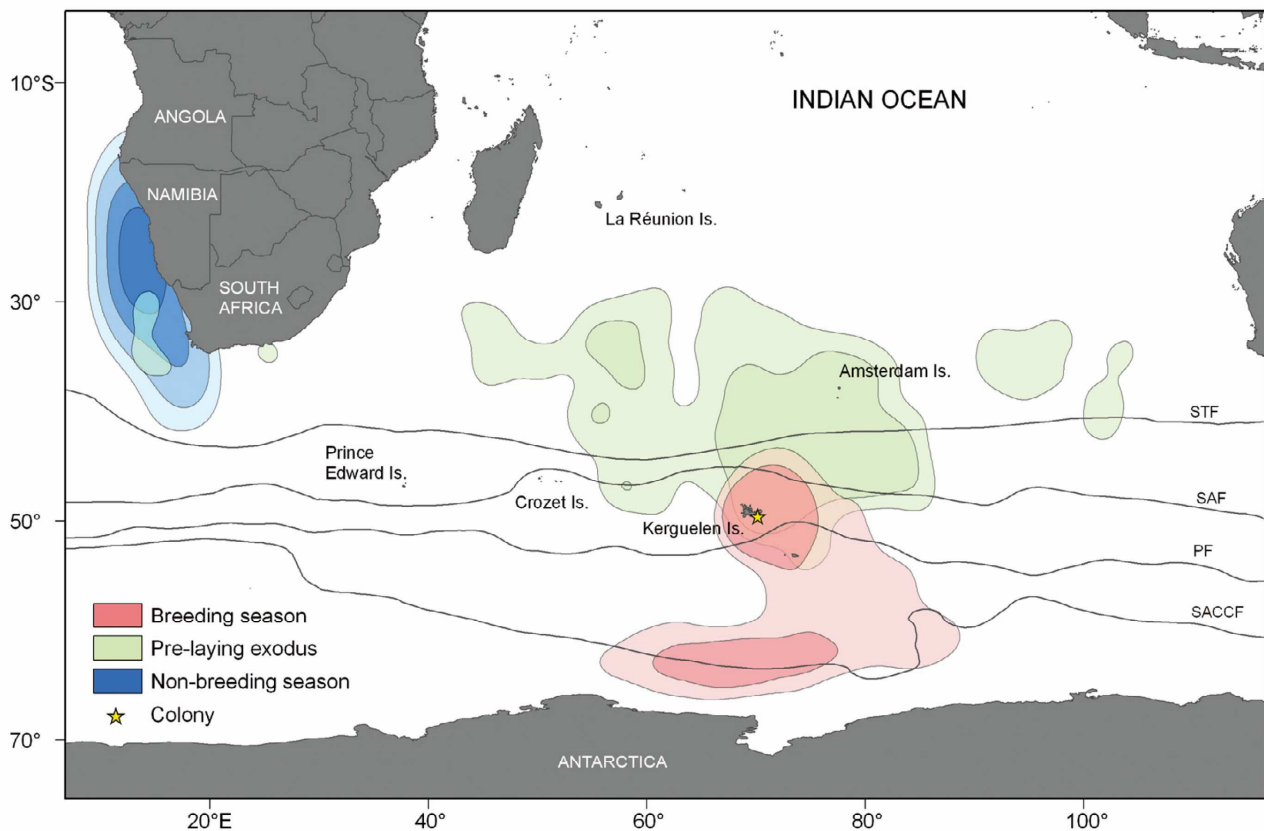 10°S
INDIAN OCEAN
ANGOLA
NAMIBIA
La Réunion Is.
30°
SOUTH
AFRICA
Amsterdam Is.
STF
Prince
Edward Is.
Crozet Is.
SAF
50°
Kerguelen Is.
PF
SACCF
Breeding season
Pre-laying exodus
Non-breeding season
Colony
70°
ANTARCTICA
20°E
40°
60°
80°
100°